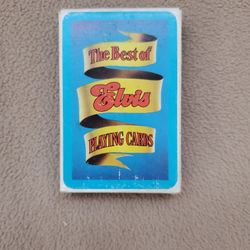 The Best of
Elvis
PLAYING CARDS